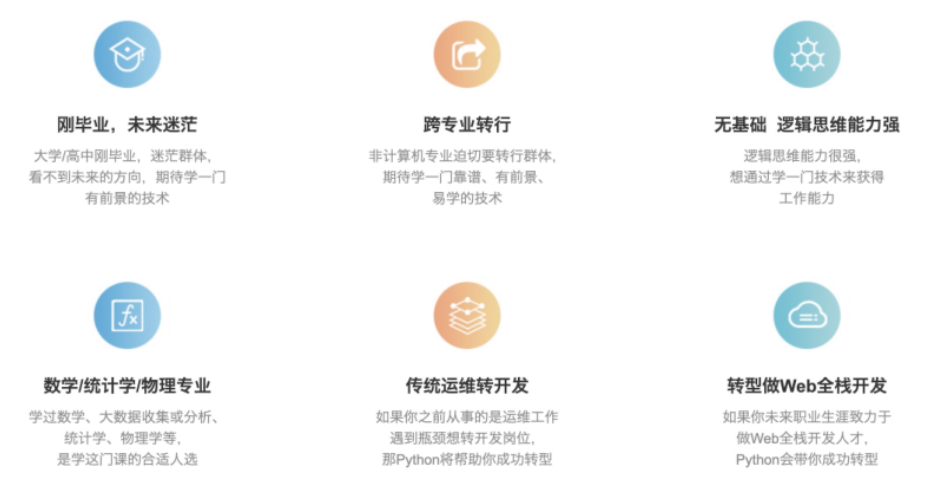 刚毕业，未来迷茫
大学/高中刚毕业，迷茫群体，
看不到未来的方向，期待学一门
有前景的技术
跨专业转行
非计算机专业迫切要转行群体，
期待学一门靠谱、有前景、
易学的技术
无基础 逻辑思维能力强
逻辑思维能力很强，
想通过学一门技术来获得
工作能力
fx
数学/统计学/物理专业
学过数学、大数据收集或分析、
统计学、物理学等，
是学这门课的合适人选
传统运维转开发
如果你之前从事的是运维工作
遇到瓶颈想转开发岗位，
那Python将帮助你成功转型
转型做Web全栈开发
如果你未来职业生涯致力于
做Web全栈开发人才，
Python会带你成功转型